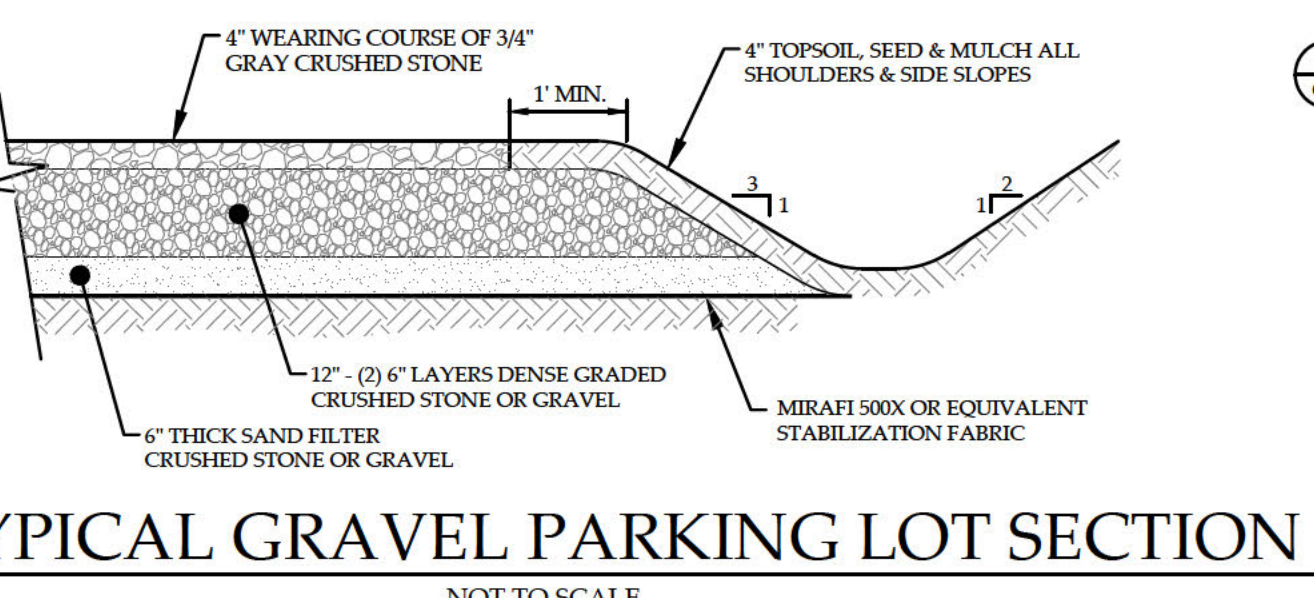 4" WEARING COURSE OF 3/4"
GRAY CRUSHED STONE
4" TOPSOIL, SEED & MULCH ALL
SHOULDERS & SIDE SLOPES
1' MIN.
3
1
2
1
12" - (2) 6" LAYERS DENSE GRADED
CRUSHED STONE OR GRAVEL
MIRAFI 500X OR EQUIVALENT
STABILIZATION FABRIC
6" THICK SAND FILTER
CRUSHED STONE OR GRAVEL
YPICAL GRAVEL PARKING LOT SECTION
NOT TO SCALE